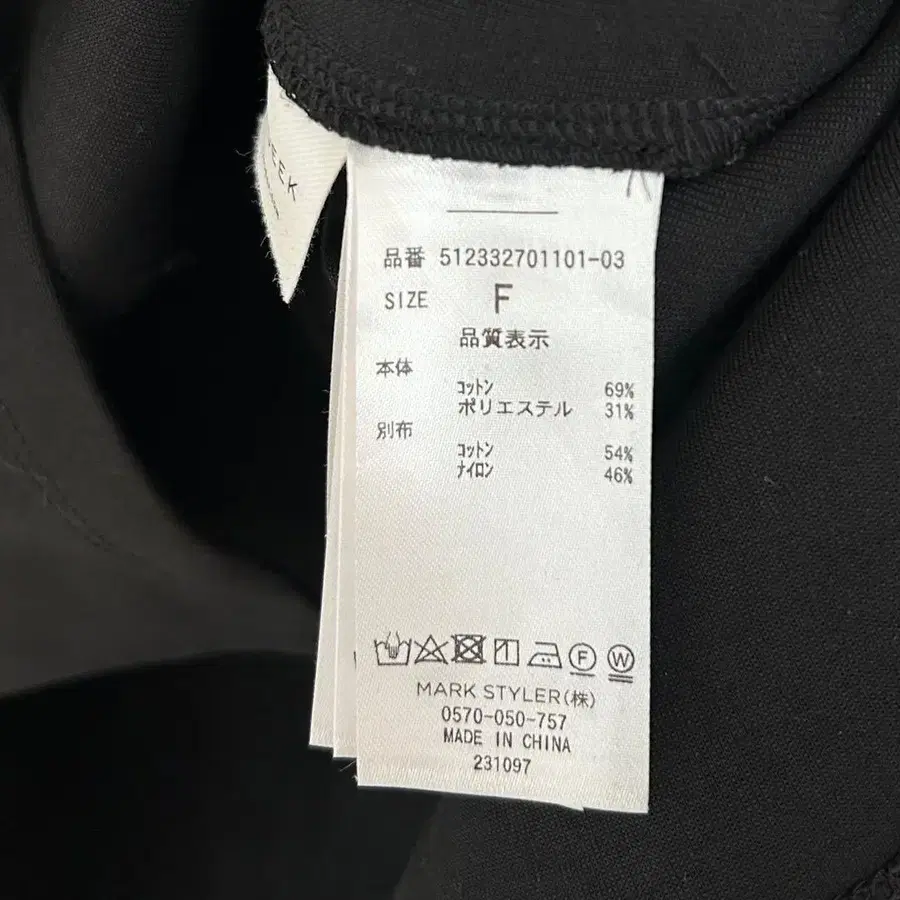 EEK
品番 512332701101-03
SIZE F
品質表示
本体
コットン 69%
ポリエステル 31%
別布
コットン 54%
ナイロン 46%
F W
MARK STYLER(株)
0570-050-757
MADE IN CHINA
231097